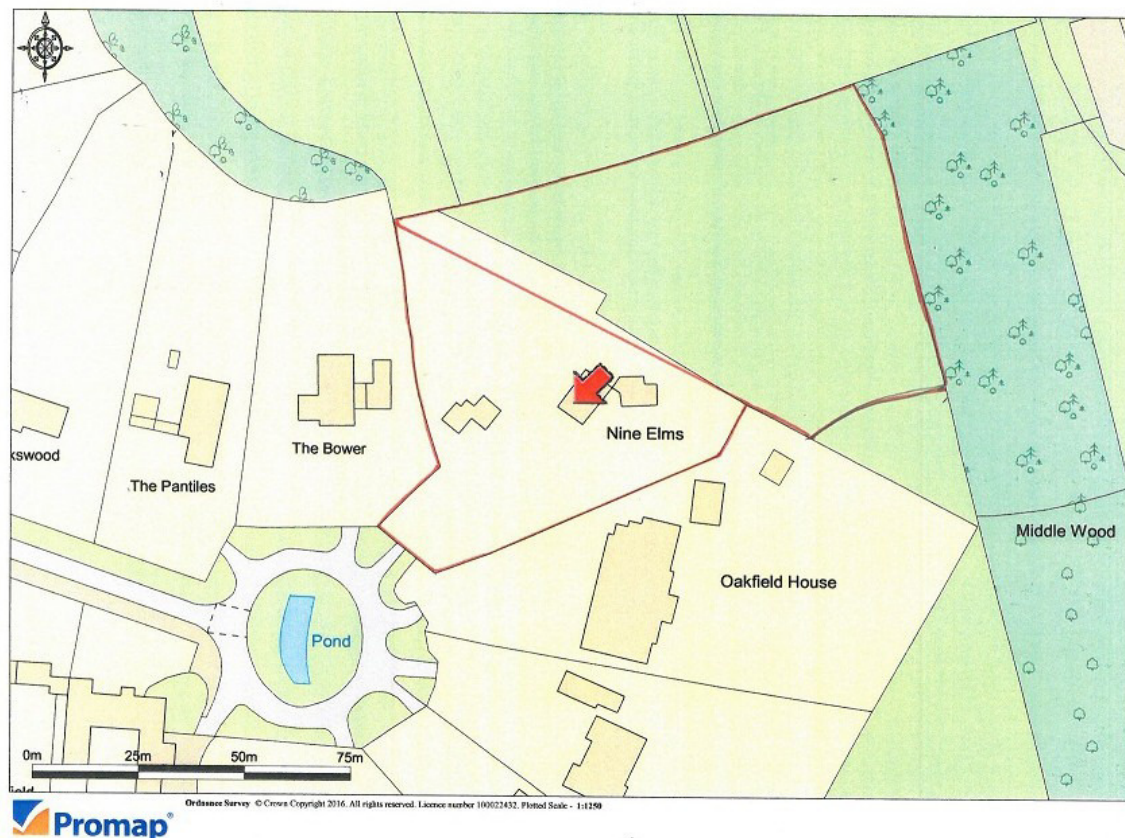 Nine Elms
The Bower
kswood
The Pantiles
Middle Wood
Oakfield House
Pond
0m 25m 50m 75m
Ordnance Survey © Crown Copyright 2016. All rights reserved. Licence number 100022432. Plotted Scale - 1:1250
Promap®